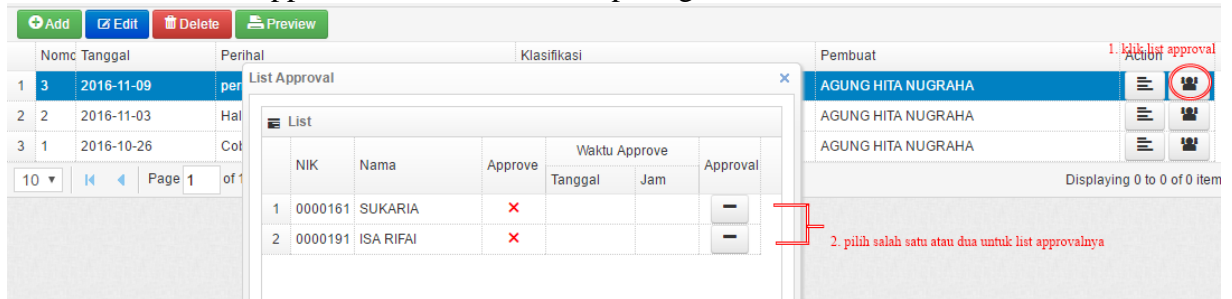 Add Edit Delete Preview
Nomo Tanggal Perihal Klasifikasi Pembuat Action
1. klik list approval
1 3 2016-11-09 per AGUNG HITA NUGRAHA
2 2 2016-11-03 Hal AGUNG HITA NUGRAHA
3 1 2016-10-26 Cob AGUNG HITA NUGRAHA
10 Page 1 of 1 Displaying 0 to 0 of 0 item
List Approval
List
NIK Nama Approve Waktu Approve Approval
Tanggal Jam
1 0000161 SUKARIA
2 0000191 ISA RIFAI
2. pilih salah satu atau dua untuk list approvalnya